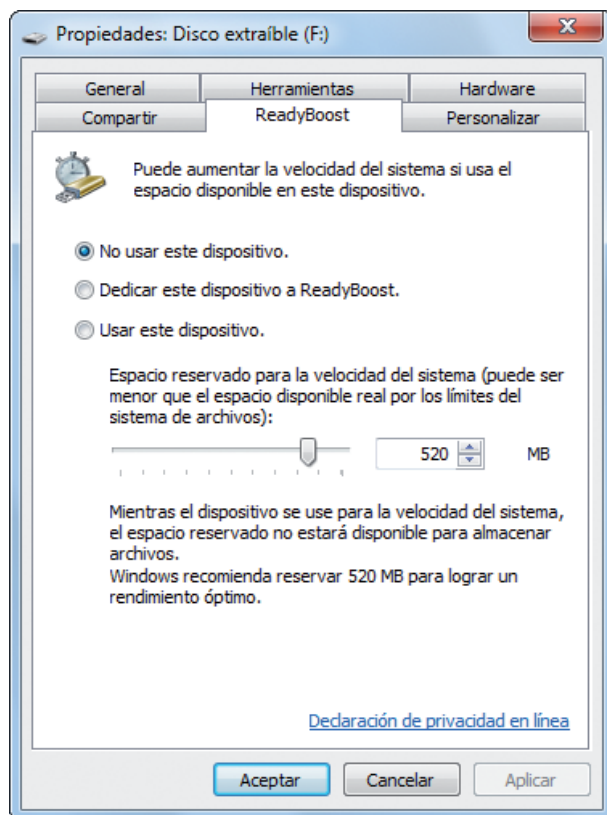 Propiedades: Disco extraíble (F:)
General Herramientas Hardware
Compartir ReadyBoost Personalizar
Puede aumentar la velocidad del sistema si usa el
espacio disponible en este dispositivo.
No usar este dispositivo.
Dedicar este dispositivo a ReadyBoost.
Usar este dispositivo.
Espacio reservado para la velocidad del sistema (puede ser
menor que el espacio disponible real por los límites del
sistema de archivos):
520 MB
Mientras el dispositivo se use para la velocidad del sistema,
el espacio reservado no estará disponible para almacenar
archivos.
Windows recomienda reservar 520 MB para lograr un
rendimiento óptimo.
Declaración de privacidad en línea
Aceptar Cancelar Aplicar